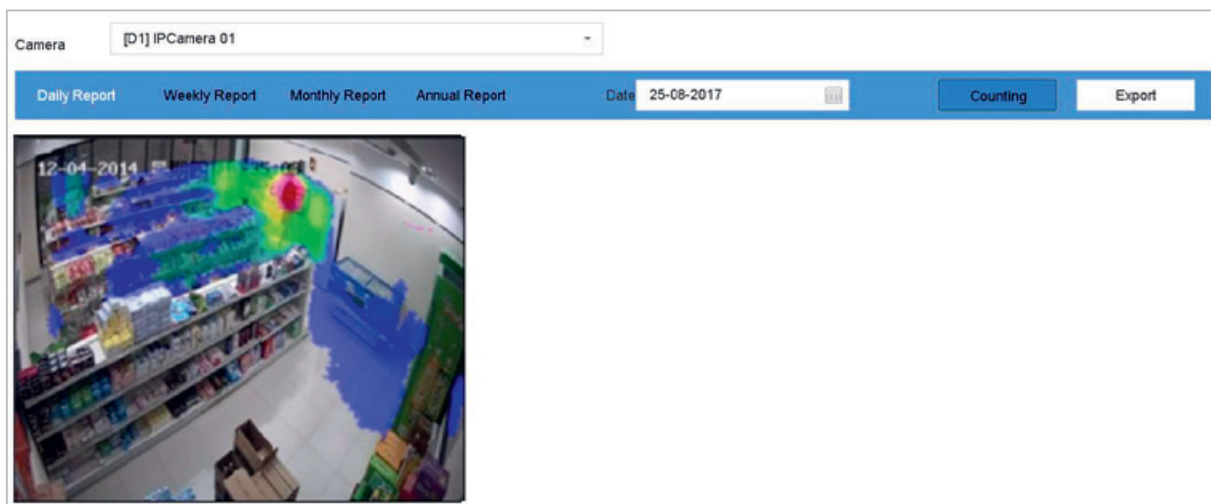 Camera [D1] IPCamera 01
Daily Report Weekly Report Monthly Report Annual Report Date 25-08-2017 Counting Export
12-04-2014